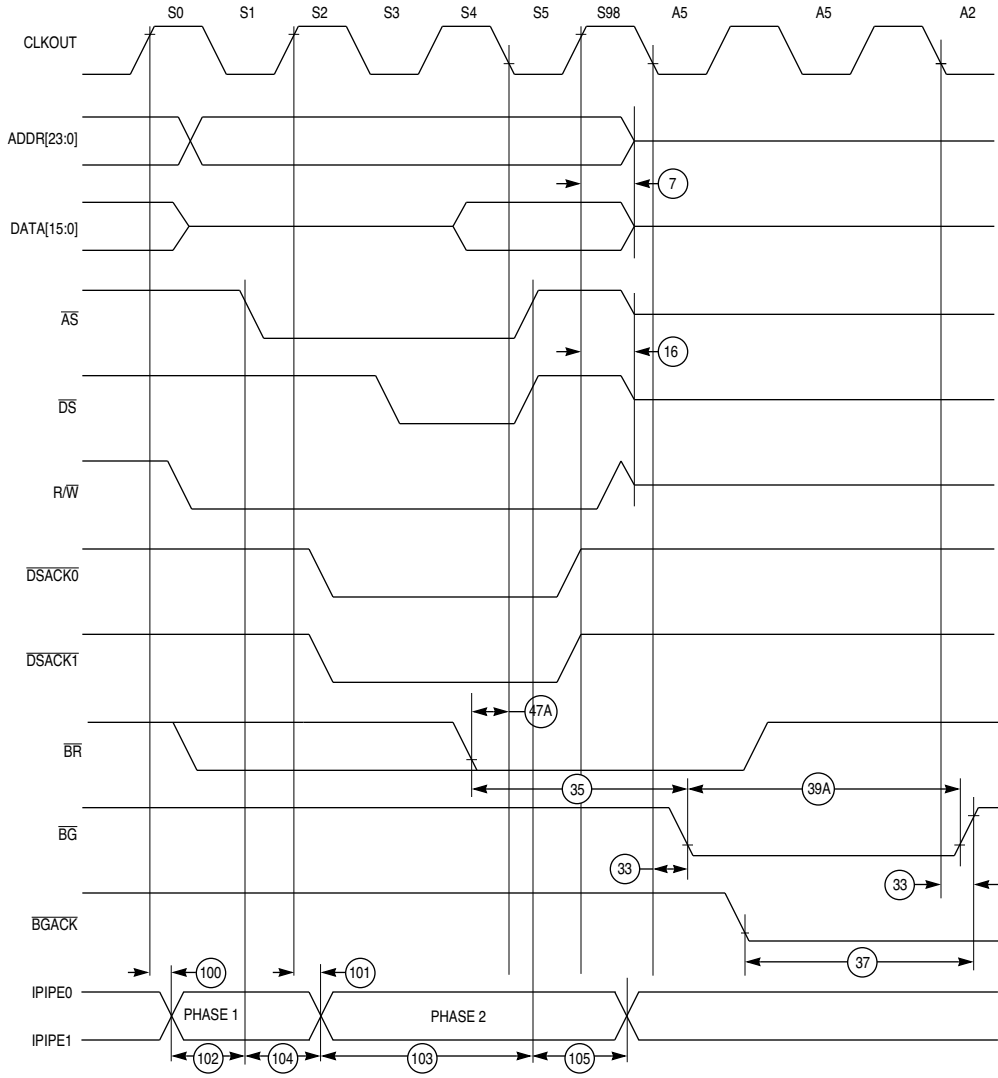 S0 S1 S2 S3 S4 S5 S98 A5 A5 A2
CLKOUT
ADDR[23:0]
7
DATA[15:0]
AS
16
DS
R/W
DSACK0
DSACK1
47A
BR
35 39A
BG
33 33
BGACK
37
100 101
IPIPE0
PHASE 1 PHASE 2
IPIPE1
102 104 103 105